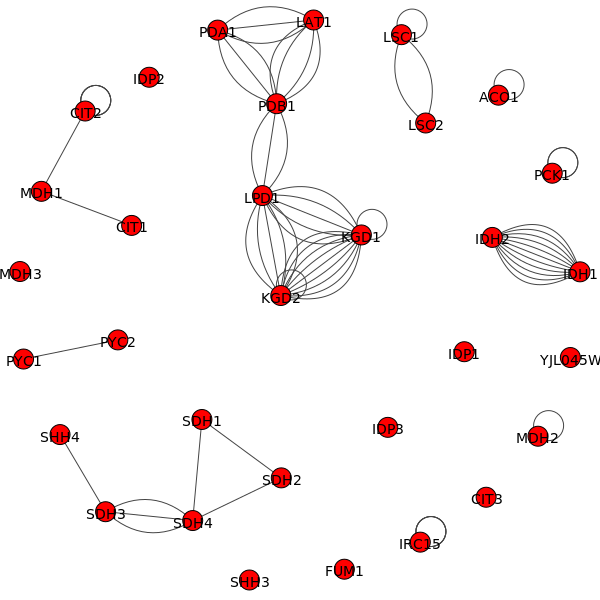 LAT1
PDA1
LSC1
IDP2
ACO1
PDB1
CIT2
LSC2
PCK1
MDH1
LPD1
CIT1
KGD1
IDH2
MDH3
IDH1
KGD2
PYC2
IDP1
YJL045W
PYC1
SDH1
IDP3
SHH4
MDH2
SDH2
CIT3
SDH3
SDH4
IRC15
FUM1
SHH3